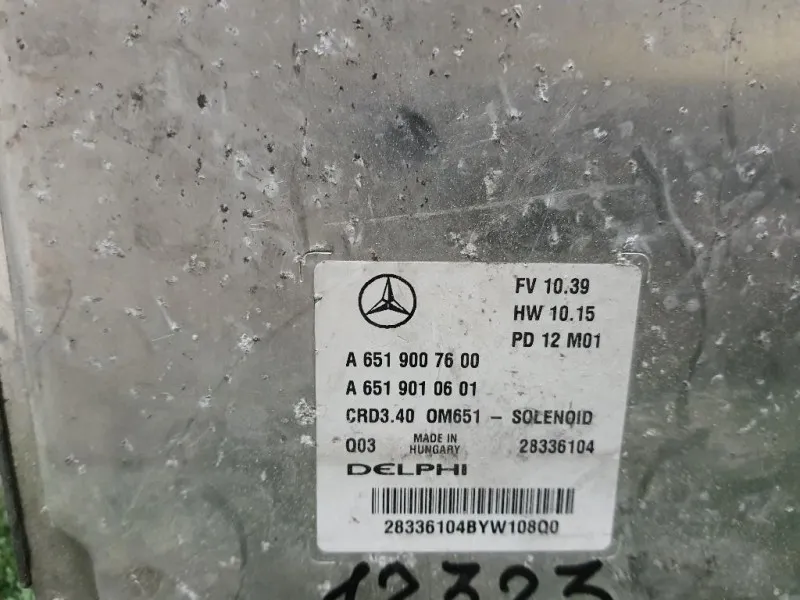 FV 10.39
HW 10.15
PD 12 M01
A 651 900 76 00
A 651 901 06 01
CRD3.40 OM651 - SOLENOID
Q03 MADE IN HUNGARY 28336104
DELPHI
28336104BYW108Q0
12323